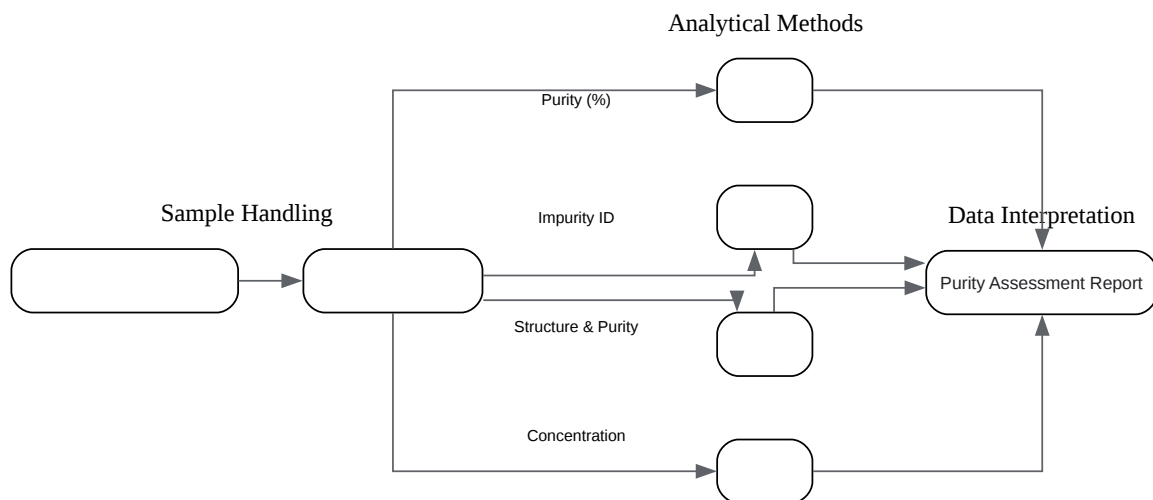 Analytical Methods
Purity (%)
Sample Handling
Impurity ID
Data Interpretation
Purity Assessment Report
Structure & Purity
Concentration